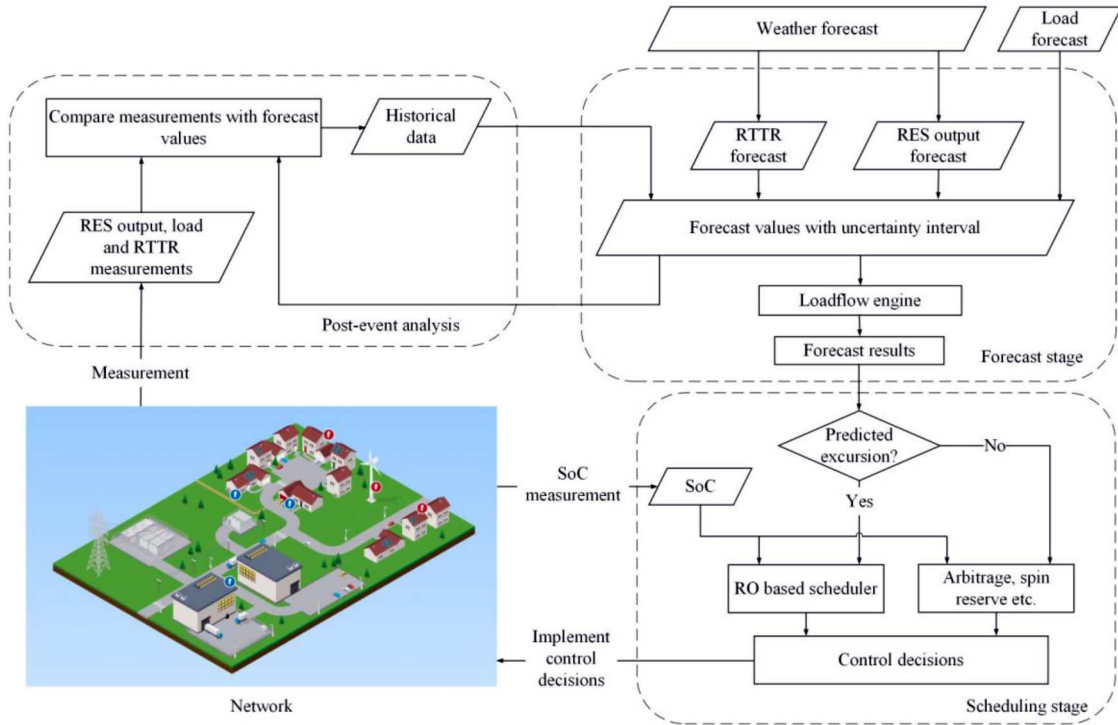 Weather forecast
Load
forecast
Compare measurements with forecast
values
Historical
data
RTTR
forecast
RES output
forecast
RES output, load
and RTTR
measurements
Forecast values with uncertainty interval
Loadflow engine
Post-event analysis
Forecast results
Forecast stage
Measurement
Predicted
excursion?
No
SoC
measurement
SoC
Yes
RO based scheduler
Arbitrage, spin
reserve etc.
Implement
control
decisions
Control decisions
Network
Scheduling stage